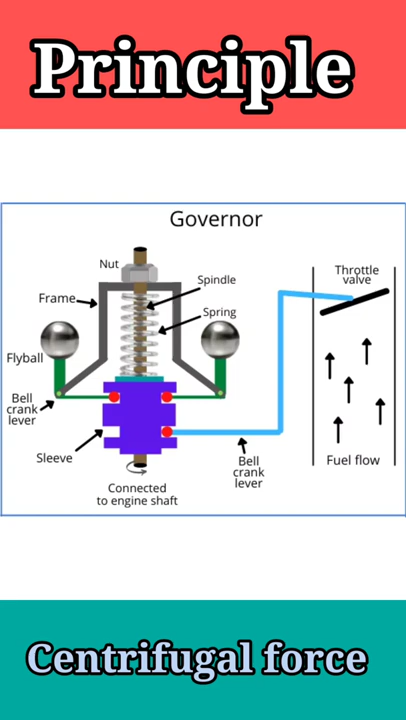 Principle
Governor
Nut
Spindle
Frame
Spring
Throttle
valve
Flyball
Bell
crank
lever
Sleeve
Bell
crank
lever
Fuel flow
Connected
to engine shaft
Centrifugal force